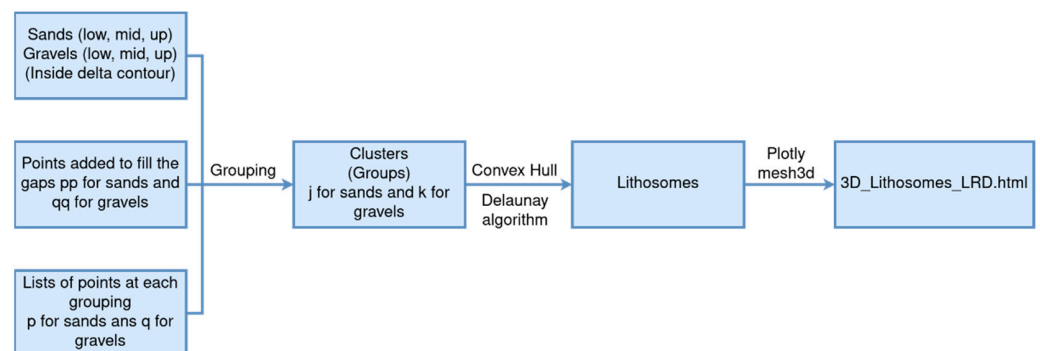 Sands (low, mid, up)
Gravels (low, mid, up)
(Inside delta contour)
Points added to fill the
gaps pp for sands and
qq for gravels
Lists of points at each
grouping
p for sands ans q for
gravels
Grouping
Clusters
(Groups)
j for sands and k for
gravels
Convex Hull
Delaunay
algorithm
Lithosomes
Plotly
mesh3d
3D_Lithosomes_LRD.html